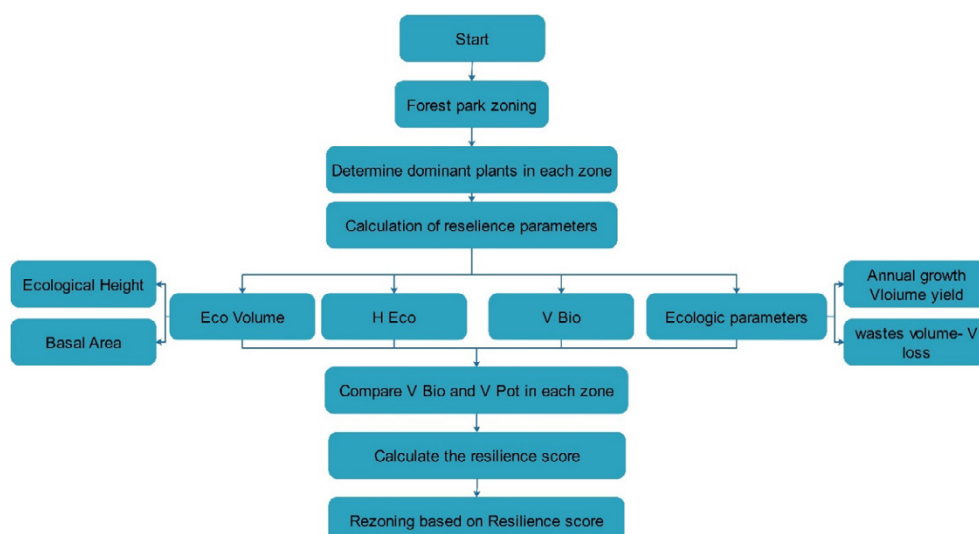 Start
Forest park zoning
Determine dominant plants in each zone
Calculation of reselience parameters
Ecological Height
Basal Area
Eco Volume
H Eco
V Bio
Ecologic parameters
Annual growth
Vloiume yield
wastes volume- V
loss
Compare V Bio and V Pot in each zone
Calculate the resilience score
Rezoning based on Resilience score